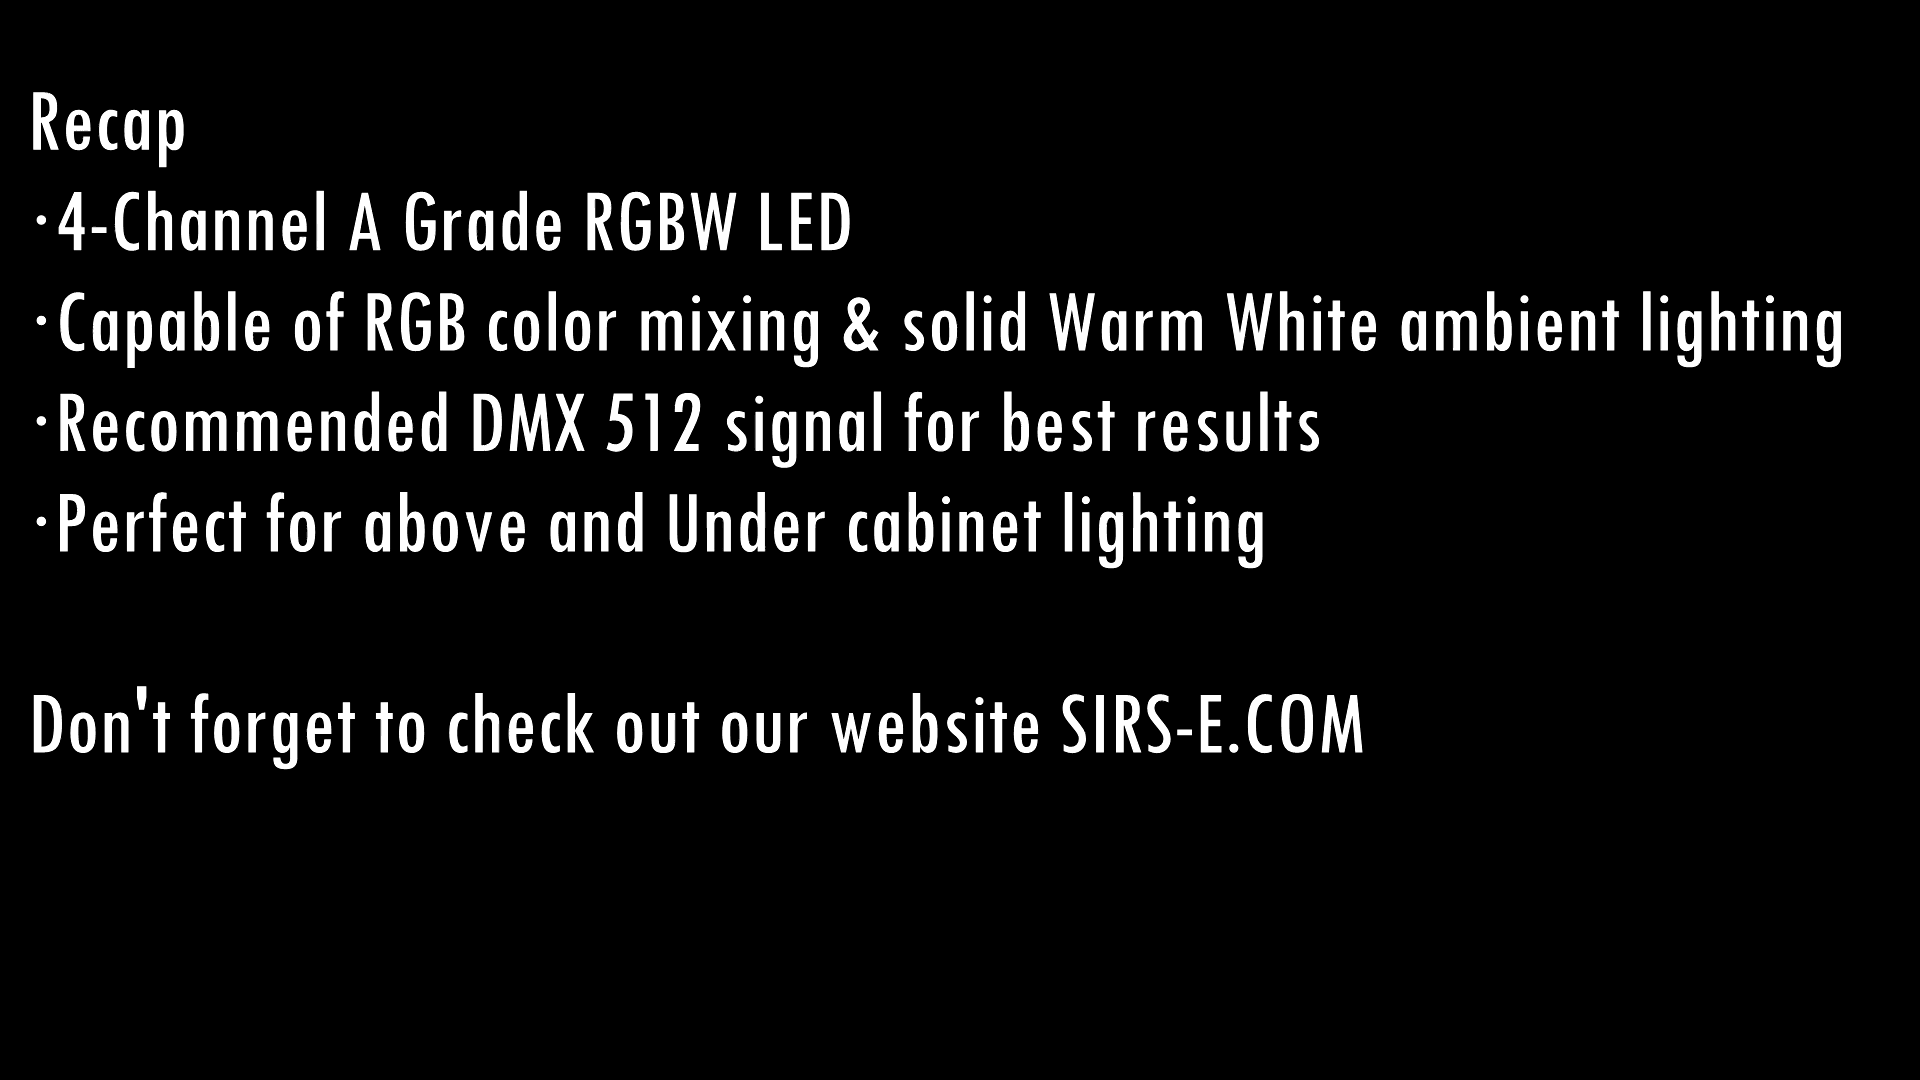 Recap
·4-Channel A Grade RGBW LED
·Capable of RGB color mixing & solid Warm White ambient lighting
·Recommended DMX 512 signal for best results
·Perfect for above and Under cabinet lighting
Don't forget to check out our website SIRS-E.COM